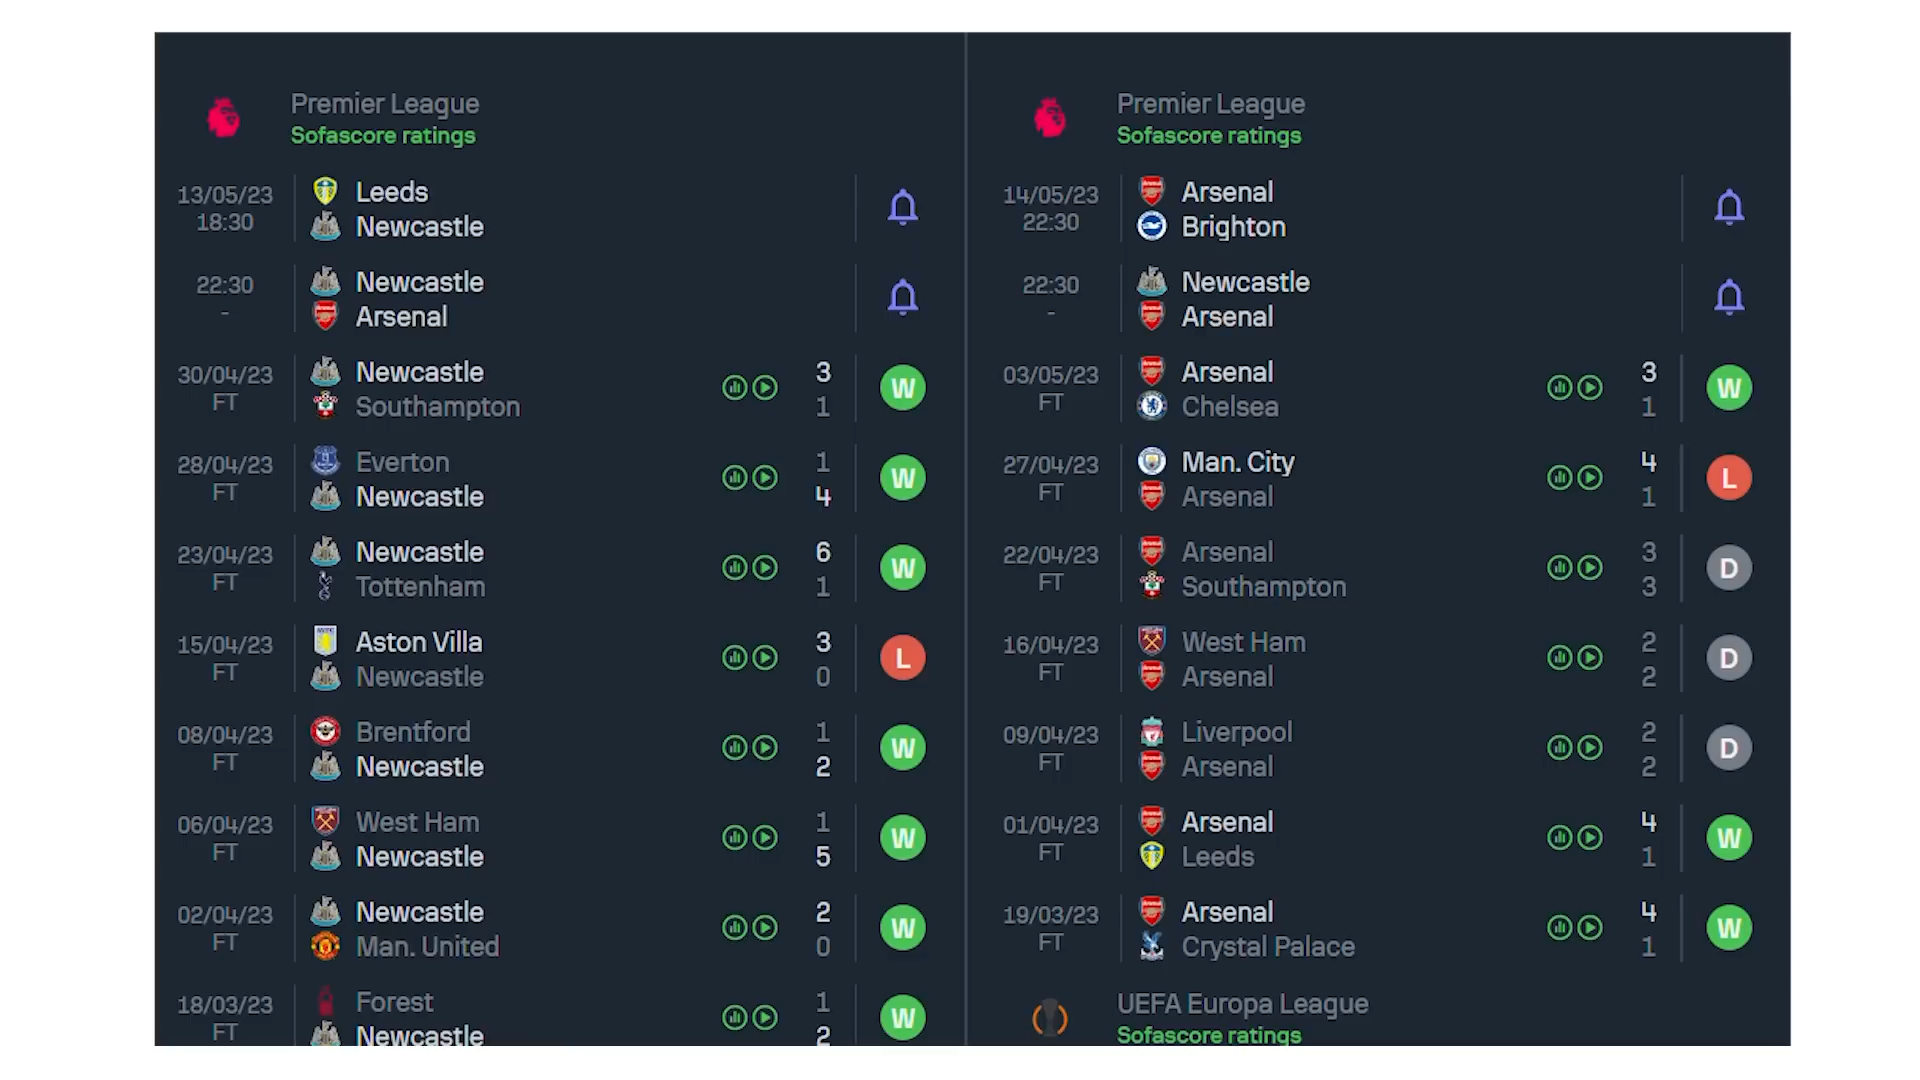 Premier League
Sofascore ratings
13/05/23
18:30
Leeds
Newcastle
22:30
-
Newcastle
Arsenal
30/04/23
FT
Newcastle 3
Southampton 1
W
28/04/23
FT
Everton 1
Newcastle 4
W
23/04/23
FT
Newcastle 6
Tottenham 1
W
15/04/23
FT
Aston Villa 3
Newcastle 0
L
08/04/23
FT
Brentford 1
Newcastle 2
W
06/04/23
FT
West Ham 1
Newcastle 5
W
02/04/23
FT
Newcastle 2
Man. United 0
W
18/03/23
FT
Forest 1
Newcastle 2
W
Premier League
Sofascore ratings
14/05/23
22:30
Arsenal
Brighton
22:30
-
Newcastle
Arsenal
03/05/23
FT
Arsenal 3
Chelsea 1
W
27/04/23
FT
Man. City 4
Arsenal 1
L
22/04/23
FT
Arsenal 3
Southampton 3
D
16/04/23
FT
West Ham 2
Arsenal 2
D
09/04/23
FT
Liverpool 2
Arsenal 2
D
01/04/23
FT
Arsenal 4
Leeds 1
W
19/03/23
FT
Arsenal 4
Crystal Palace 1
W
UEFA Europa League
Sofascore ratings